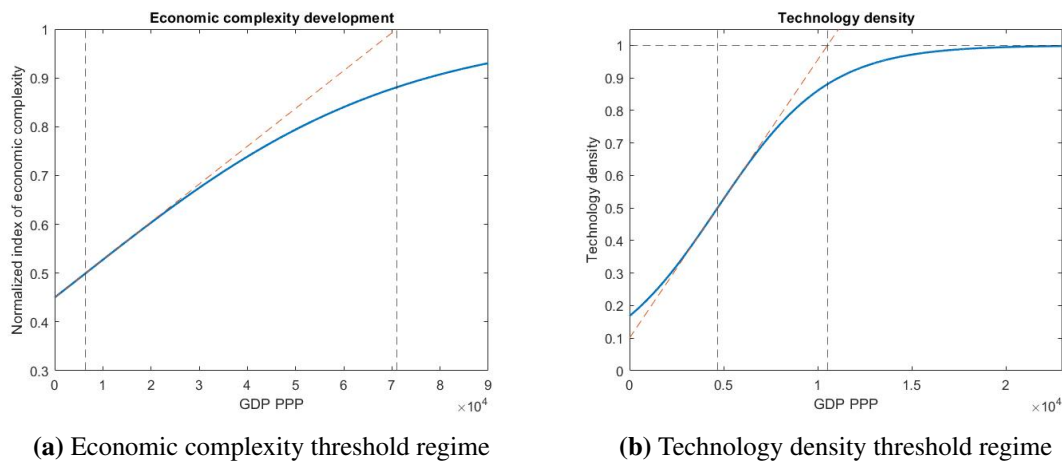 Economic complexity development
Normalized index of economic complexity
1
0.9
0.8
0.7
0.6
0.5
0.4
0.3
0 1 2 3 4 5 6 7 8 9
GDP PPP
×10⁴
(a) Economic complexity threshold regime
Technology density
Technology density
1
0.9
0.8
0.7
0.6
0.5
0.4
0.3
0.2
0.1
0
0 0.5 1 1.5 2
GDP PPP
×10⁴
(b) Technology density threshold regime